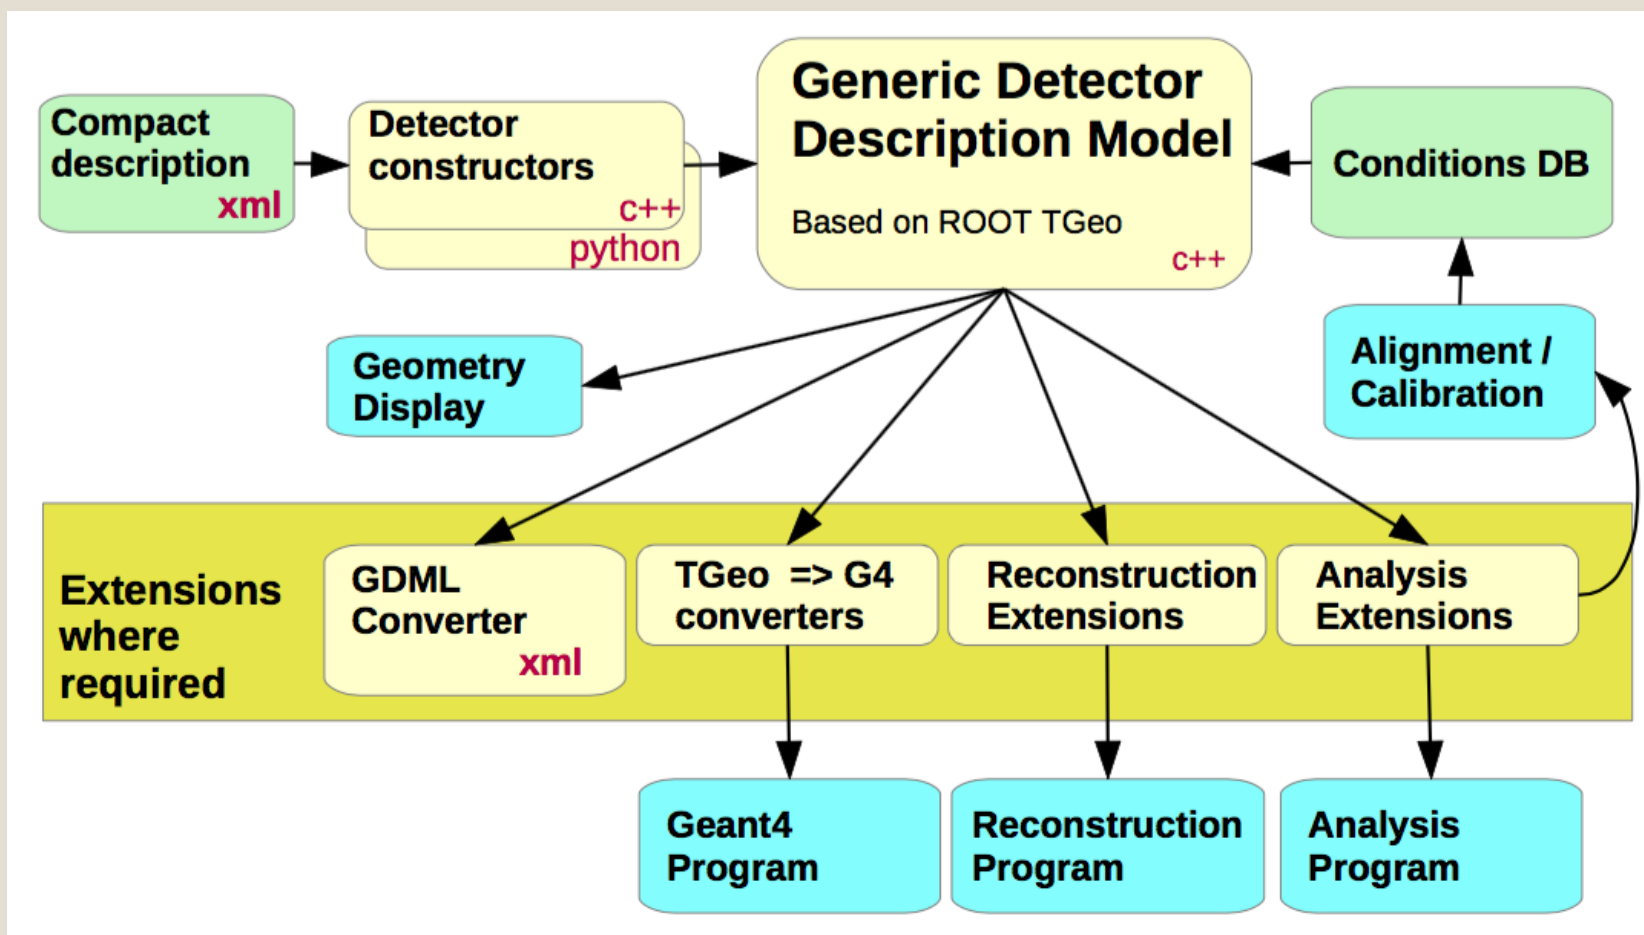 Compact
description
xml
Detector
constructors
c++
python
Generic Detector
Description Model
Based on ROOT TGeo
c++
Conditions DB
Geometry
Display
Alignment /
Calibration
Extensions
where
required
GDML
Converter
xml
TGeo => G4
converters
Reconstruction
Extensions
Analysis
Extensions
Geant4
Program
Reconstruction
Program
Analysis
Program